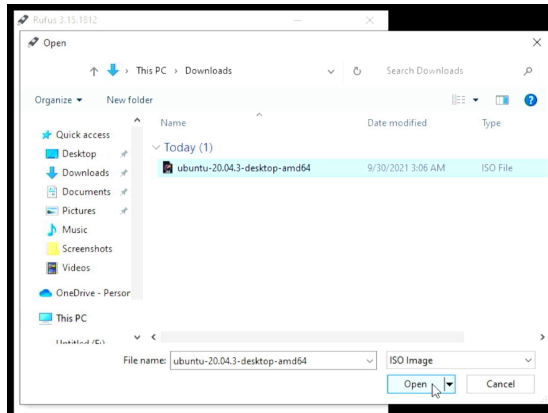 Rufus 3.15.1812
Open
This PC > Downloads
Search Downloads
Organize New folder
Name Date modified Type
Quick access
Today (1)
Desktop
ubuntu-20.04.3-desktop-amd64 9/30/2021 3:06 AM ISO File
Downloads
Documents
Pictures
Music
Screenshots
Videos
OneDrive - Person
This PC
Untitled (E:)
File name: ubuntu-20.04.3-desktop-amd64 ISO Image
Open Cancel